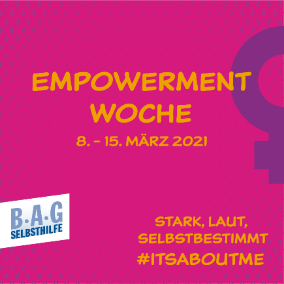 EMPOWERMENT
WOCHE
8. – 15. MÄRZ 2021
B·A·G
SELBSTHILFE
STARK, LAUT,
SELBSTBESTIMMT
#ITSABOUTME